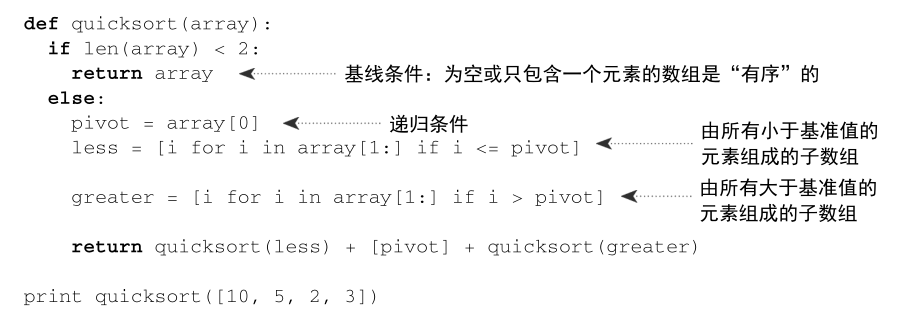 def quicksort(array):
  if len(array) < 2:
    return array 基线条件：为空或只包含一个元素的数组是“有序”的
  else:
    pivot = array[0] 递归条件
    less = [i for i in array[1:] if i <= pivot] 由所有小于基准值的
元素组成的子数组
    greater = [i for i in array[1:] if i > pivot] 由所有大于基准值的
元素组成的子数组
    return quicksort(less) + [pivot] + quicksort(greater)
print quicksort([10, 5, 2, 3])